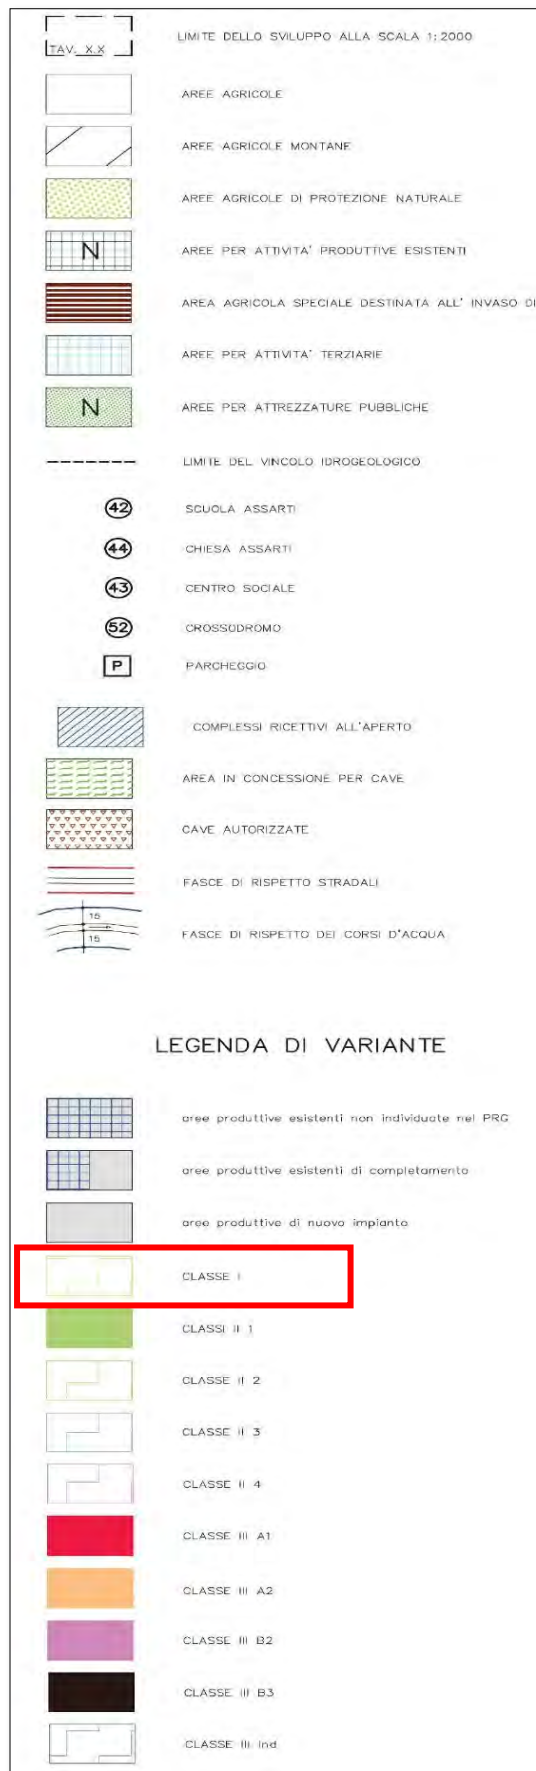 LIMITE DELLO SVILUPPO ALLA SCALA 1:2000
TAV. X.X
AREE AGRICOLE
AREE AGRICOLE MONTANE
AREE AGRICOLE DI PROTEZIONE NATURALE
N AREE PER ATTIVITA' PRODUTTIVE ESISTENTI
AREA AGRICOLA SPECIALE DESTINATA ALL' INVASO DI
AREE PER ATTIVITA' TERZIARIE
N AREE PER ATTREZZATURE PUBBLICHE
LIMITE DEL VINCOLO IDROGEOLOGICO
42 SCUOLA ASSARTI
44 CHIESA ASSARTI
43 CENTRO SOCIALE
52 CROSSODROMO
P PARCHEGGIO
COMPLESSI RICETTIVI ALL'APERTO
AREA IN CONCESSIONE PER CAVE
CAVE AUTORIZZATE
FASCE DI RISPETTO STRADALI
15
FASCE DI RISPETTO DEI CORSI D'ACQUA
15
LEGENDA DI VARIANTE
aree produttive esistenti non individuate nel PRG
aree produttive esistenti di completamento
aree produttive di nuovo impianto
CLASSE I
CLASSI II 1
CLASSE II 2
CLASSE II 3
CLASSE II 4
CLASSE III A1
CLASSE III A2
CLASSE III B2
CLASSE III B3
CLASSE III Ind